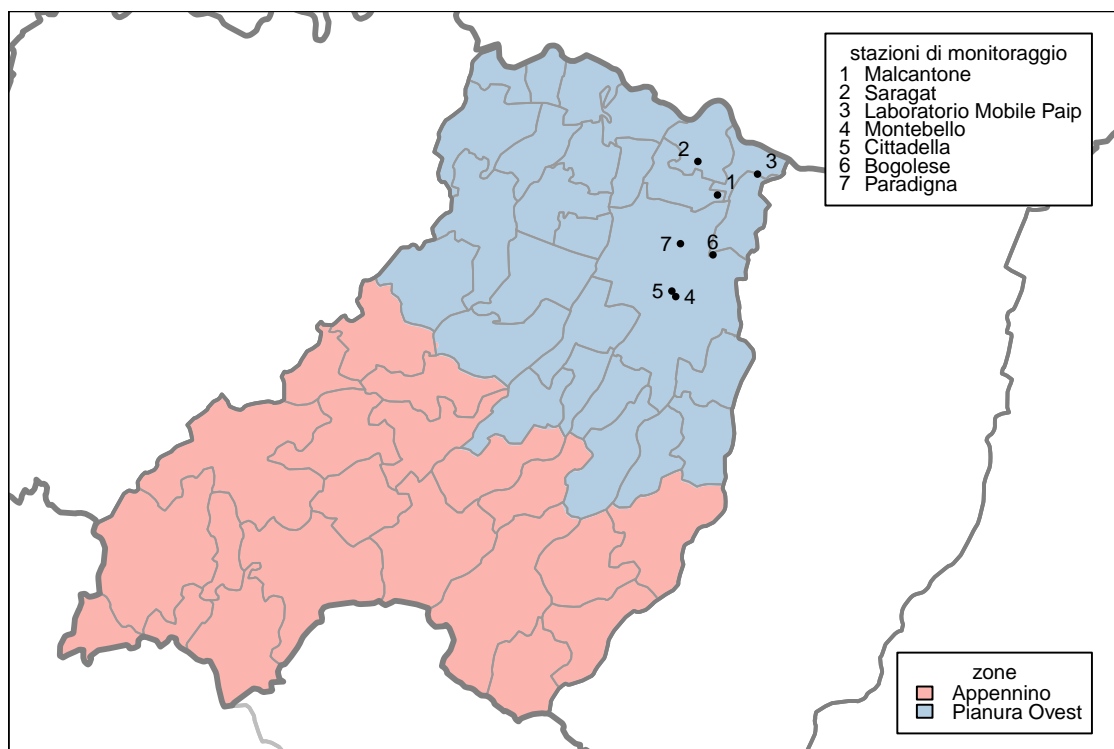 stazioni di monitoraggio
1 Malcantone
2 Saragat
3 Laboratorio Mobile Paip
4 Montebello
5 Cittadella
6 Bogolese
7 Paradigna
2
3
1
7
6
5
4
zone
Appennino
Pianura Ovest